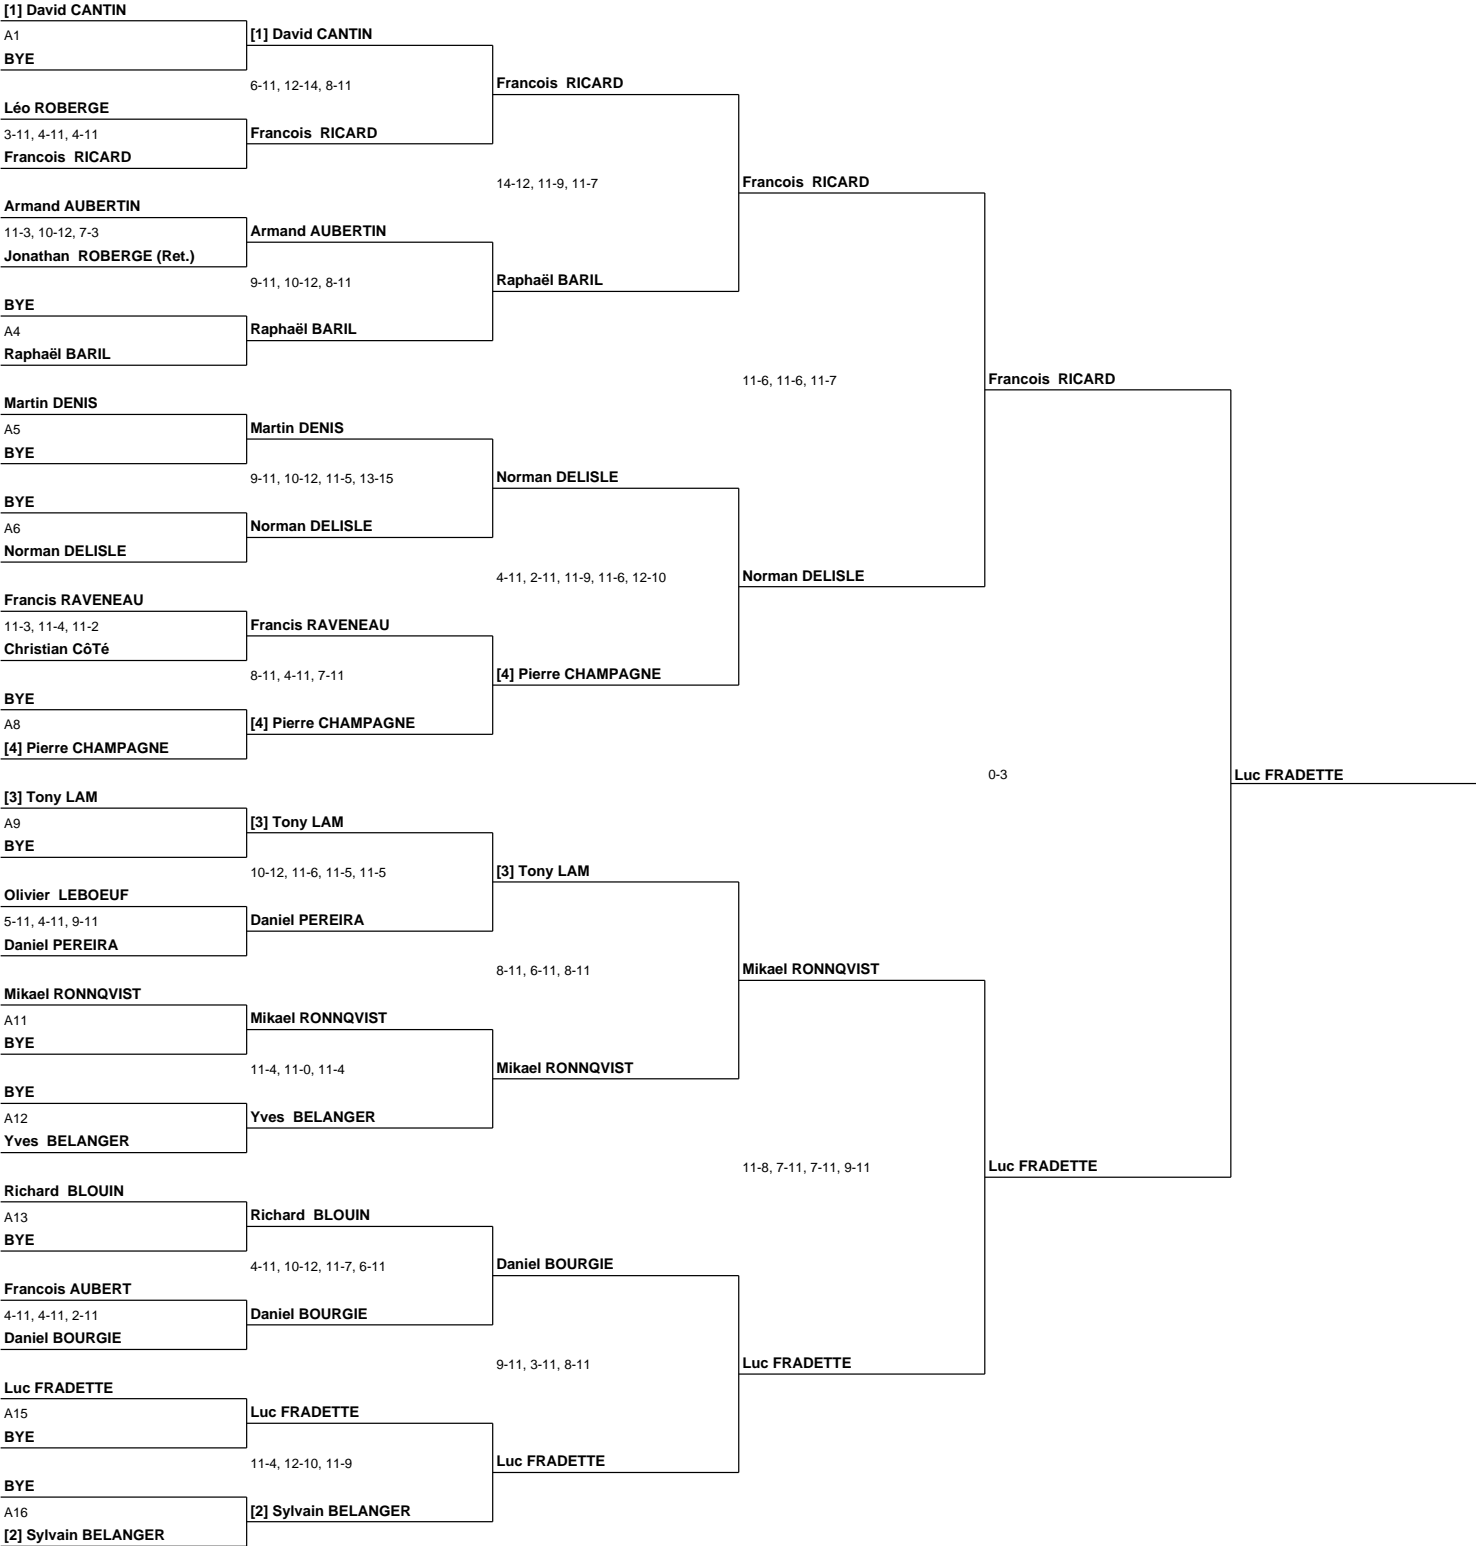 [1] David CANTIN
A1
BYE
Léo ROBERGE
3-11, 4-11, 4-11
Francois  RICARD
Armand AUBERTIN
11-3, 10-12, 7-3
Jonathan  ROBERGE (Ret.)
BYE
A4
Raphaël BARIL
Martin DENIS
A5
BYE
BYE
A6
Norman DELISLE
Francis RAVENEAU
11-3, 11-4, 11-2
Christian CôTé
BYE
A8
[4] Pierre CHAMPAGNE
[3] Tony LAM
A9
BYE
Olivier  LEBOEUF
5-11, 4-11, 9-11
Daniel PEREIRA
Mikael RONNQVIST
A11
BYE
BYE
A12
Yves  BELANGER
Richard  BLOUIN
A13
BYE
Francois AUBERT
4-11, 4-11, 2-11
Daniel BOURGIE
Luc FRADETTE
A15
BYE
BYE
A16
[2] Sylvain BELANGER
[1] David CANTIN
6-11, 12-14, 8-11
Francois  RICARD
Armand AUBERTIN
9-11, 10-12, 8-11
Raphaël BARIL
Martin DENIS
9-11, 10-12, 11-5, 13-15
Norman DELISLE
Francis RAVENEAU
8-11, 4-11, 7-11
[4] Pierre CHAMPAGNE
[3] Tony LAM
10-12, 11-6, 11-5, 11-5
Daniel PEREIRA
Mikael RONNQVIST
11-4, 11-0, 11-4
Yves  BELANGER
Richard  BLOUIN
4-11, 10-12, 11-7, 6-11
Daniel BOURGIE
Luc FRADETTE
11-4, 12-10, 11-9
[2] Sylvain BELANGER
Francois  RICARD
14-12, 11-9, 11-7
Raphaël BARIL
Norman DELISLE
4-11, 2-11, 11-9, 11-6, 12-10
[4] Pierre CHAMPAGNE
[3] Tony LAM
8-11, 6-11, 8-11
Mikael RONNQVIST
Daniel BOURGIE
9-11, 3-11, 8-11
Luc FRADETTE
Francois  RICARD
11-6, 11-6, 11-7
Norman DELISLE
Mikael RONNQVIST
11-8, 7-11, 7-11, 9-11
Luc FRADETTE
Francois  RICARD
0-3
Luc FRADETTE
Luc FRADETTE